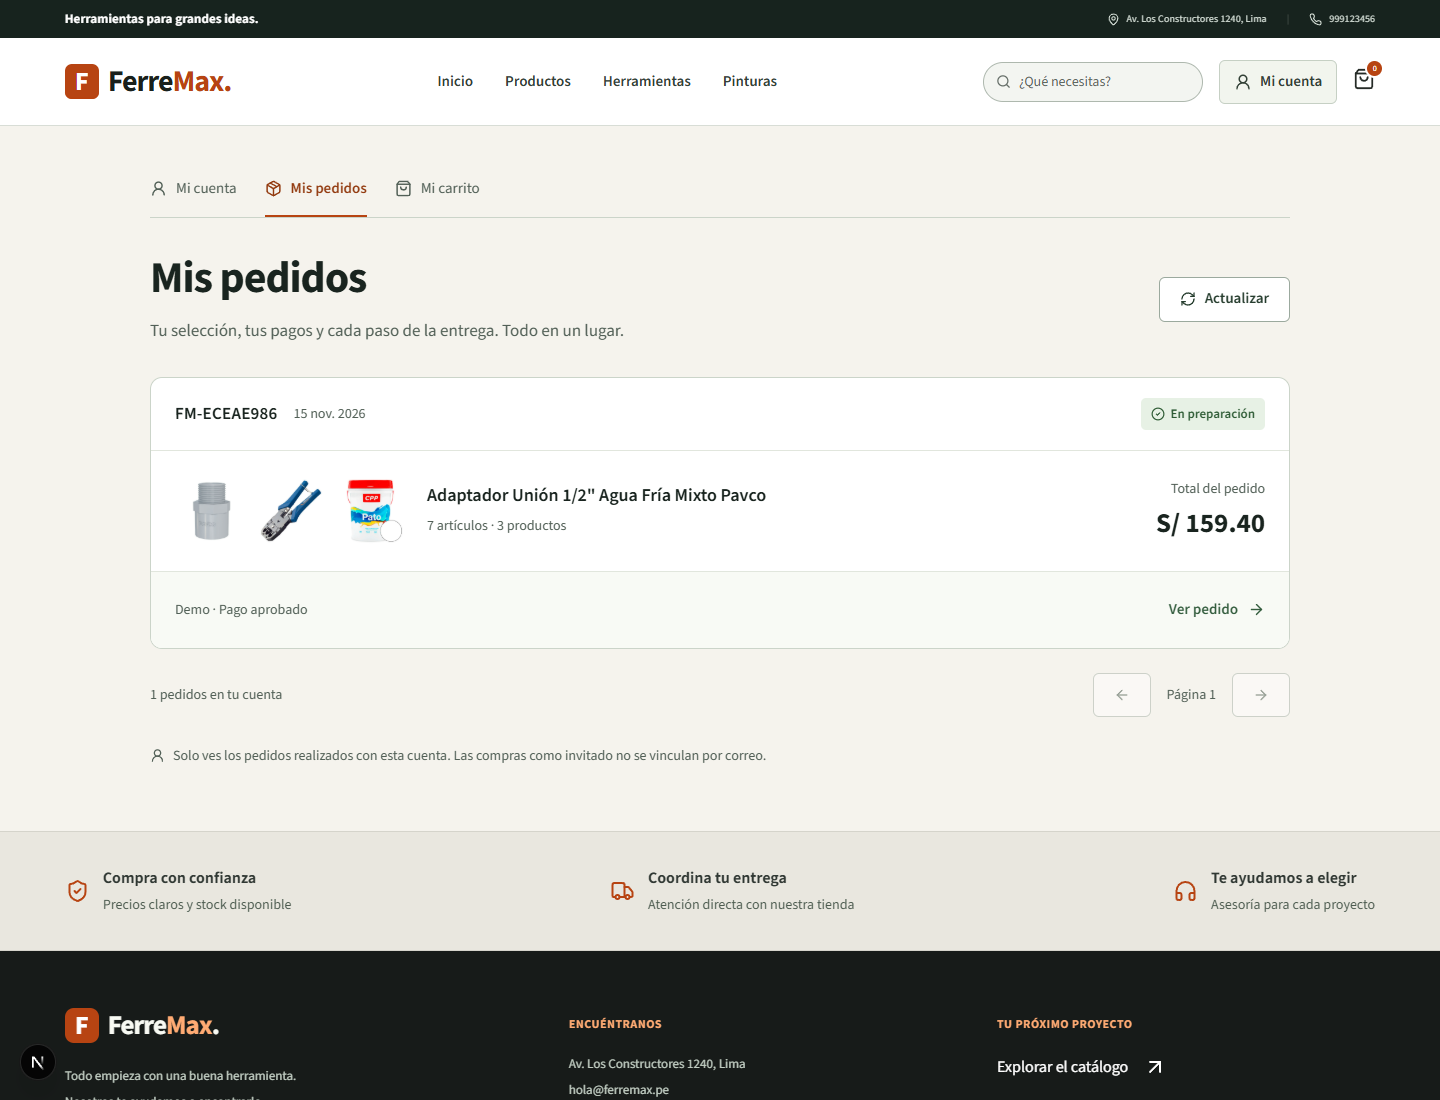 Herramientas para grandes ideas.
Av. Los Constructores 1240, Lima
999123456
F FerreMax.
Inicio
Productos
Herramientas
Pinturas
¿Qué necesitas?
Mi cuenta
0
Mi cuenta
Mis pedidos
Mi carrito
Mis pedidos
Tu selección, tus pagos y cada paso de la entrega. Todo en un lugar.
Actualizar
FM-ECEAE986
15 nov. 2026
En preparación
CPP
Pato
Adaptador Unión 1/2" Agua Fría Mixto Pavco
7 artículos · 3 productos
Total del pedido
S/ 159.40
Demo · Pago aprobado
Ver pedido
1 pedidos en tu cuenta
Página 1
Solo ves los pedidos realizados con esta cuenta. Las compras como invitado no se vinculan por correo.
Compra con confianza
Precios claros y stock disponible
Coordina tu entrega
Atención directa con nuestra tienda
Te ayudamos a elegir
Asesoría para cada proyecto
F FerreMax.
Todo empieza con una buena herramienta.
ENCUÉNTRANOS
Av. Los Constructores 1240, Lima
hola@ferremax.pe
TU PRÓXIMO PROYECTO
Explorar el catálogo
N